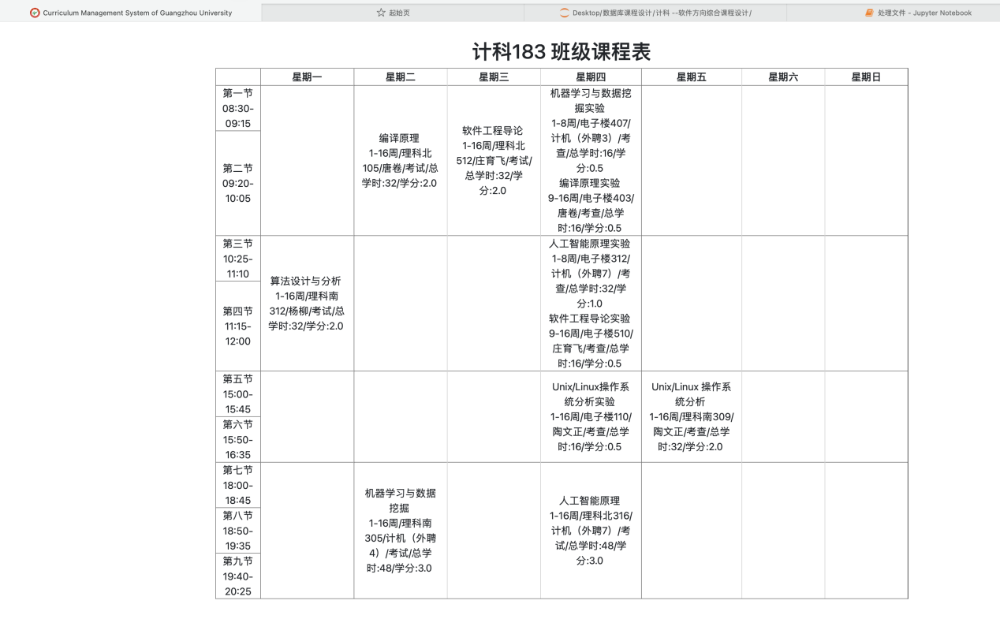 Curriculum Management System of Guangzhou University
起始页
Desktop/数据库课程设计/计科 --软件方向综合课程设计/
处理文件 - Jupyter Notebook
计科183 班级课程表
星期一
星期二
星期三
星期四
星期五
星期六
星期日
第一节
08:30-
09:15
第二节
09:20-
10:05
编译原理
1-16周/理科北
105/唐卷/考试/总
学时:32/学分:2.0
软件工程导论
1-16周/理科北
512/庄育飞/考试/
总学时:32/学
分:2.0
机器学习与数据挖
掘实验
1-8周/电子楼407/
计机（外聘3）/考
查/总学时:16/学
分:0.5
编译原理实验
9-16周/电子楼403/
唐卷/考查/总学
时:16/学分:0.5
第三节
10:25-
11:10
第四节
11:15-
12:00
算法设计与分析
1-16周/理科南
312/杨柳/考试/总
学时:32/学分:2.0
人工智能原理实验
1-8周/电子楼312/
计机（外聘7）/考
查/总学时:32/学
分:1.0
软件工程导论实验
9-16周/电子楼510/
庄育飞/考查/总学
时:16/学分:0.5
第五节
15:00-
15:45
第六节
15:50-
16:35
Unix/Linux操作系
统分析实验
1-16周/电子楼110/
陶文正/考查/总学
时:16/学分:0.5
Unix/Linux 操作系
统分析
1-16周/理科南309/
陶文正/考查/总学
时:32/学分:2.0
第七节
18:00-
18:45
第八节
18:50-
19:35
第九节
19:40-
20:25
机器学习与数据
挖掘
1-16周/理科南
305/计机（外聘
4）/考试/总学
时:48/学分:3.0
人工智能原理
1-16周/理科北316/
计机（外聘7）/考
试/总学时:48/学
分:3.0